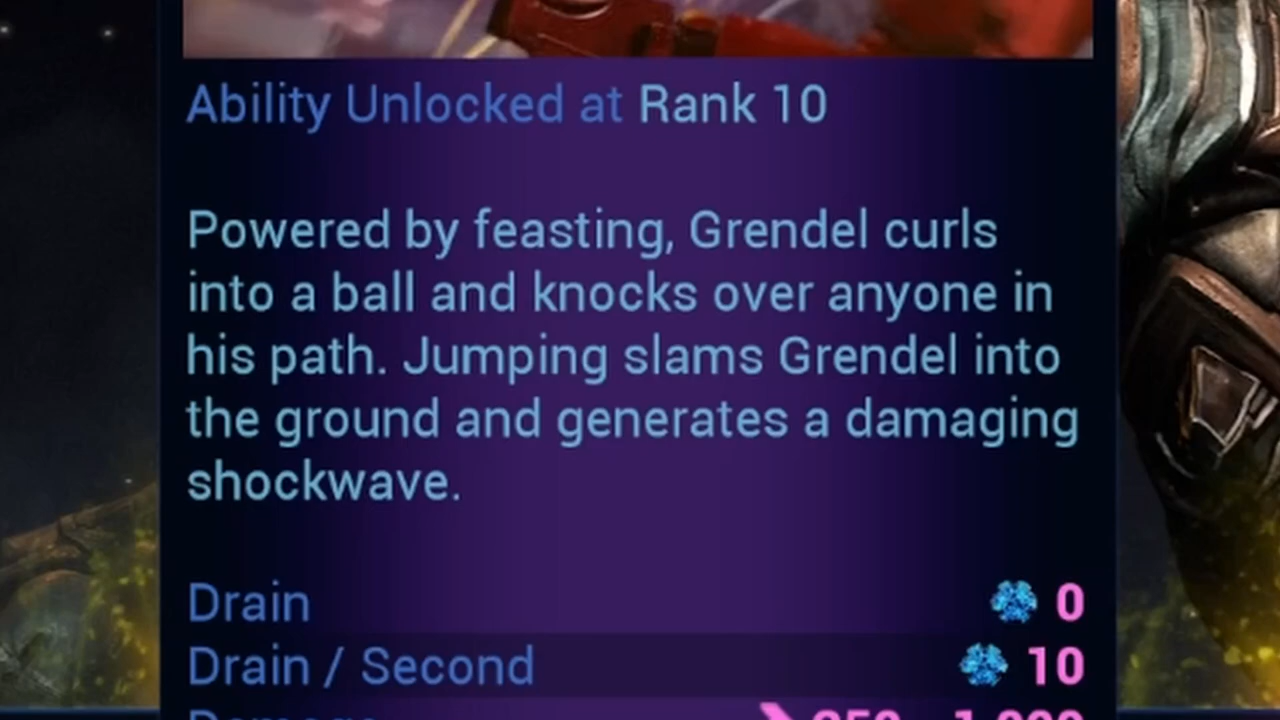 Ability Unlocked at Rank 10
Powered by feasting, Grendel curls
into a ball and knocks over anyone in
his path. Jumping slams Grendel into
the ground and generates a damaging
shockwave.
Drain 0
Drain / Second 10